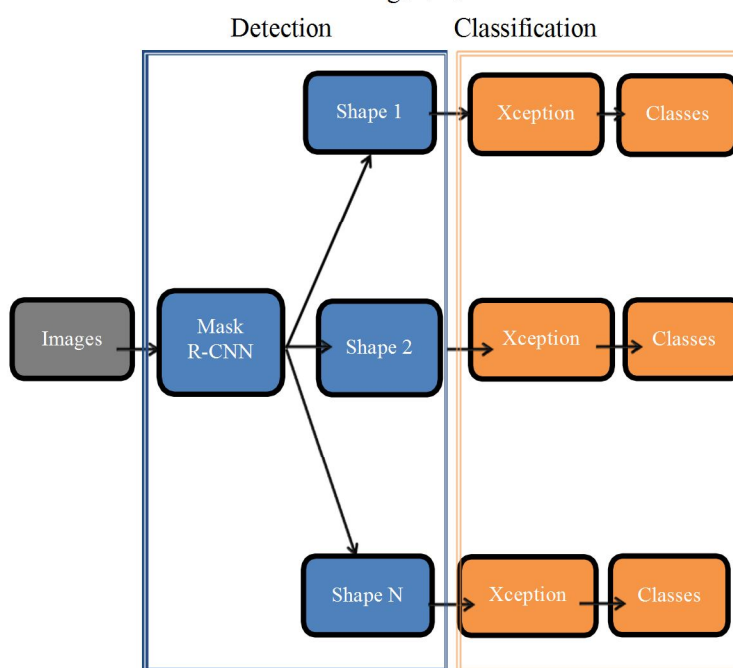 Detection
Classification
Shape 1
Xception
Classes
Images
Mask
R-CNN
Shape 2
Xception
Classes
Shape N
Xception
Classes